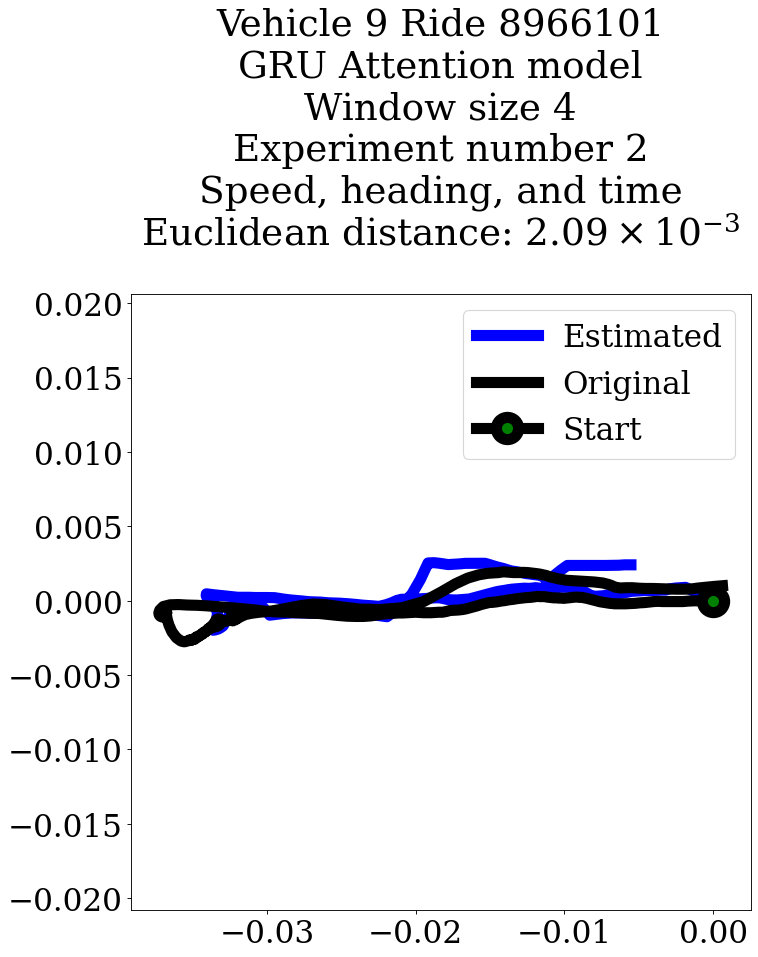 Vehicle 9 Ride 8966101
GRU Attention model
Window size 4
Experiment number 2
Speed, heading, and time
Euclidean distance: 2.09 × 10⁻³
Estimated
Original
Start
0.020
0.015
0.010
0.005
0.000
−0.005
−0.010
−0.015
−0.020
−0.03 −0.02 −0.01 0.00